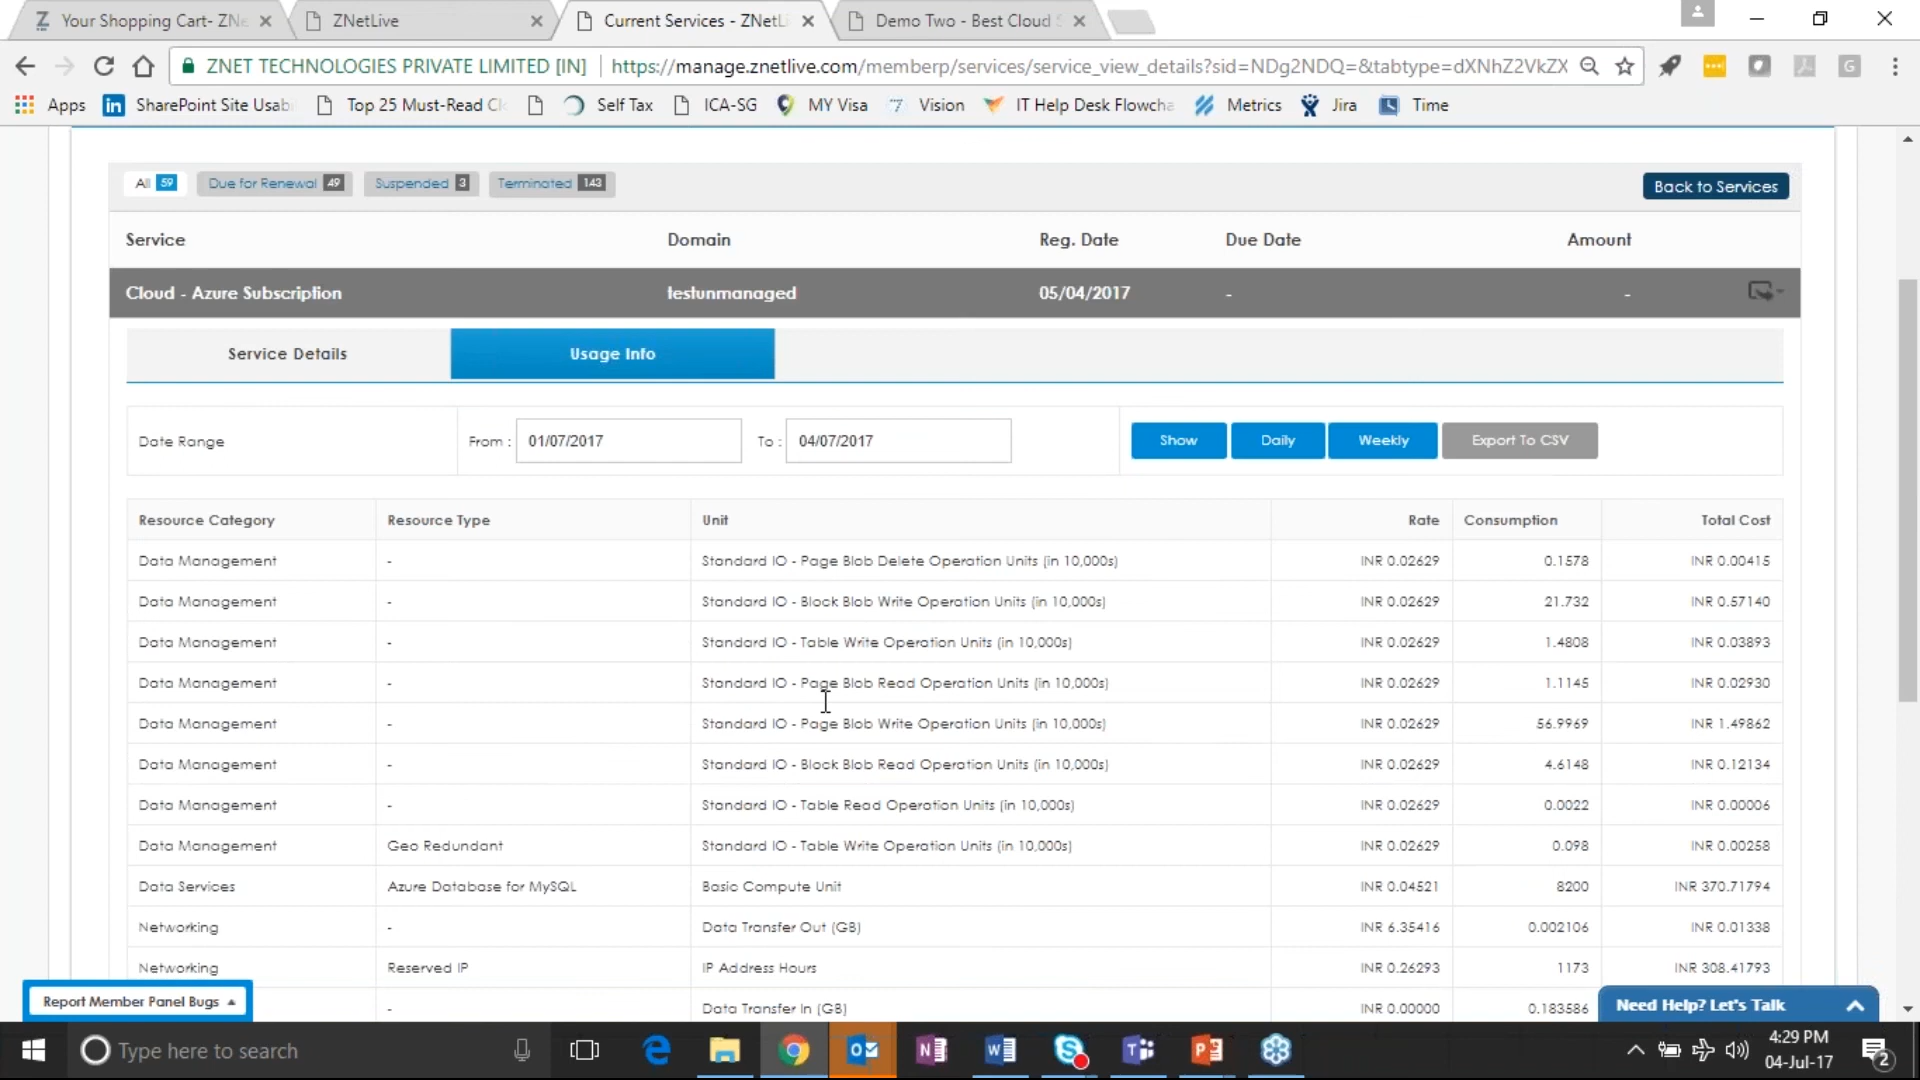 Your Shopping Cart- ZNe
ZNetLive
Current Services - ZNetLi
Demo Two - Best Cloud S
ZNET TECHNOLOGIES PRIVATE LIMITED [IN]
https://manage.znetlive.com/memberp/services/service_view_details?sid=NDg2NDQ=&tabtype=dXNhZ2VkZX
Apps
SharePoint Site Usabi
Top 25 Must-Read Cl
Self Tax
ICA-SG
MY Visa
Vision
IT Help Desk Flowcha
Metrics
Jira
Time
All 59
Due for Renewal 49
Suspended 3
Terminated 143
Back to Services
Service Domain Reg. Date Due Date Amount
Cloud - Azure Subscription testunmanaged 05/04/2017 - -
Service Details
Usage Info
Date Range From : 01/07/2017 To : 04/07/2017 Show Daily Weekly Export To CSV
Resource Category Resource Type Unit Rate Consumption Total Cost
Data Management - Standard IO - Page Blob Delete Operation Units (in 10,000s) INR 0.02629 0.1578 INR 0.00415
Data Management - Standard IO - Block Blob Write Operation Units (in 10,000s) INR 0.02629 21.732 INR 0.57140
Data Management - Standard IO - Table Write Operation Units (in 10,000s) INR 0.02629 1.4808 INR 0.03893
Data Management - Standard IO - Page Blob Read Operation Units (in 10,000s) INR 0.02629 1.1145 INR 0.02930
Data Management - Standard IO - Page Blob Write Operation Units (in 10,000s) INR 0.02629 56.9969 INR 1.49862
Data Management - Standard IO - Block Blob Read Operation Units (in 10,000s) INR 0.02629 4.6148 INR 0.12134
Data Management - Standard IO - Table Read Operation Units (in 10,000s) INR 0.02629 0.0022 INR 0.00006
Data Management Geo Redundant Standard IO - Table Write Operation Units (in 10,000s) INR 0.02629 0.098 INR 0.00258
Data Services Azure Database for MySQL Basic Compute Unit INR 0.04521 8200 INR 370.71794
Networking - Data Transfer Out (GB) INR 6.35416 0.002106 INR 0.01338
Networking Reserved IP IP Address Hours INR 0.26293 1173 INR 308.41793
- Data Transfer In (GB) INR 0.00000 0.183586
Report Member Panel Bugs
Need Help? Let's Talk
Type here to search
4:29 PM
04-Jul-17
2